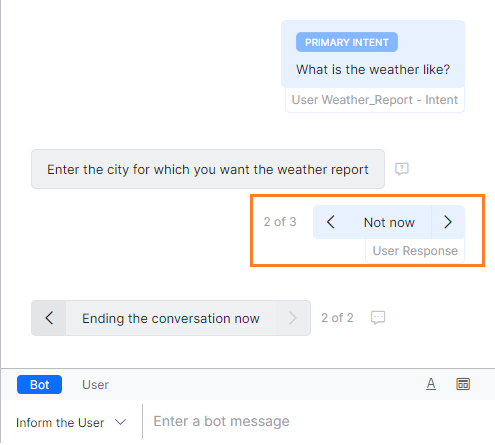 PRIMARY INTENT
What is the weather like?
User Weather_Report - Intent
Enter the city for which you want the weather report
2 of 3
Not now
User Response
Ending the conversation now
2 of 2
Bot
User
A
Inform the User
Enter a bot message